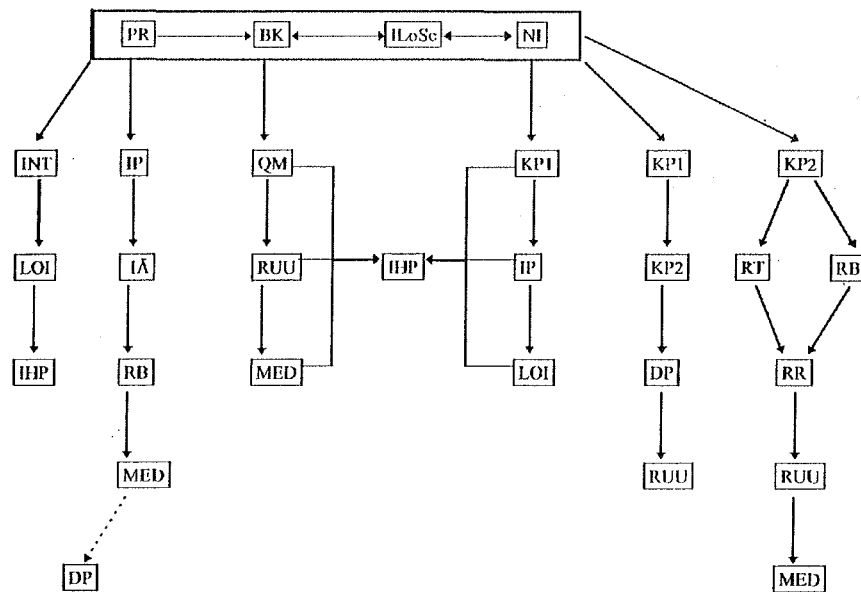 PR BK ILoSc NI
INT IP QM KP1 KP1 KP2
LOI IÄ RUU IHP IP KP2 RT RB
IHP RB MED LOI DP RR
MED RUU RUU
DP MED